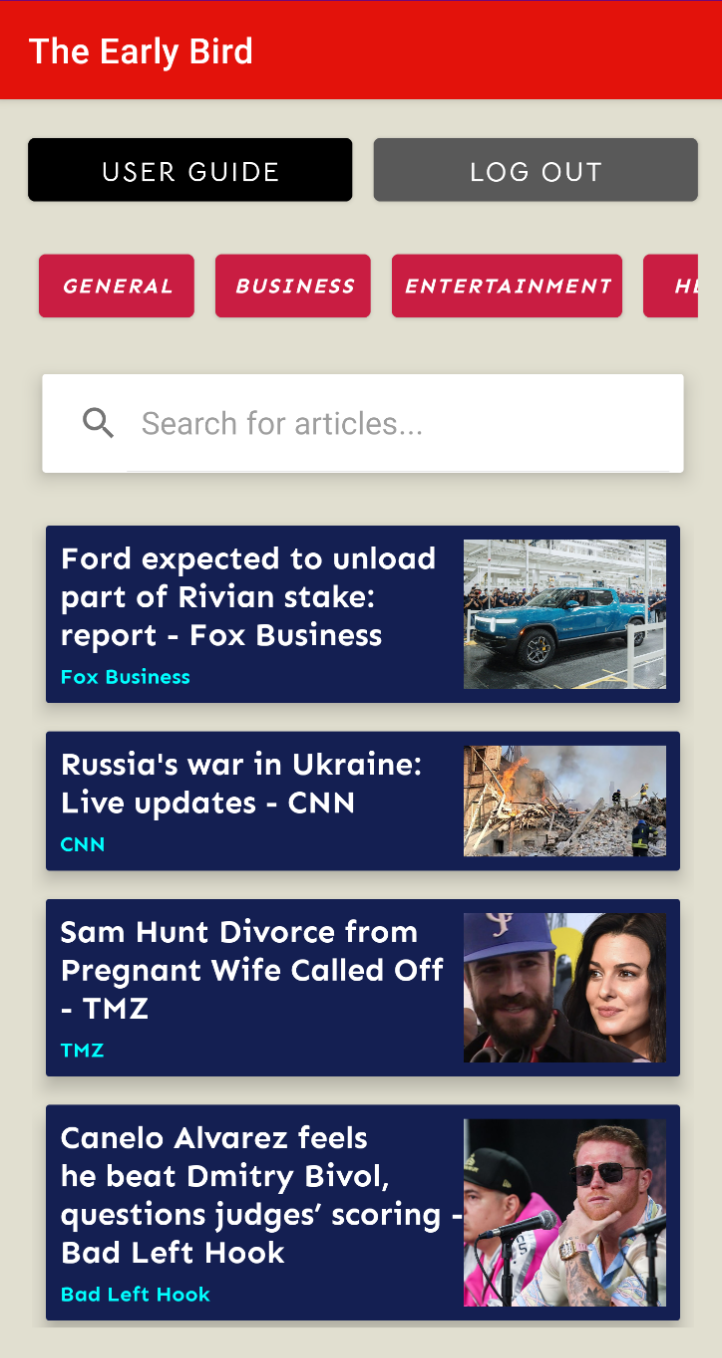 The Early Bird
USER GUIDE
LOG OUT
GENERAL
BUSINESS
ENTERTAINMENT
Search for articles...
Ford expected to unload
part of Rivian stake:
report - Fox Business
Fox Business
Russia's war in Ukraine:
Live updates - CNN
CNN
Sam Hunt Divorce from
Pregnant Wife Called Off
- TMZ
TMZ
Canelo Alvarez feels
he beat Dmitry Bivol,
questions judges’ scoring -
Bad Left Hook
Bad Left Hook